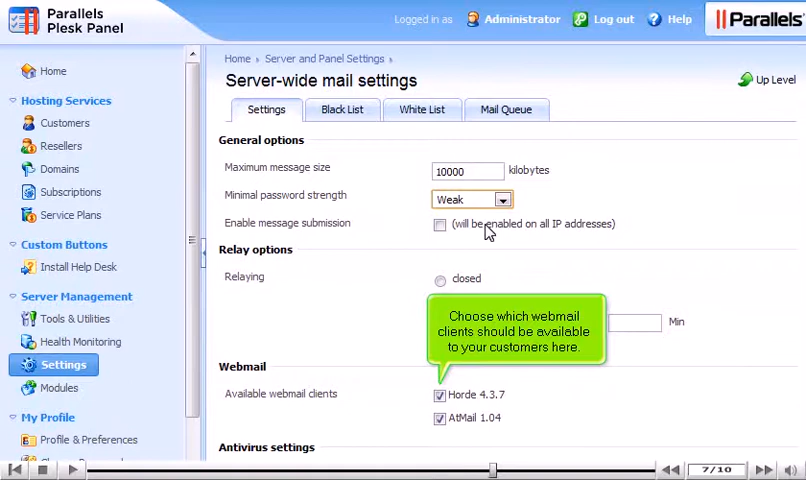 Parallels
Plesk Panel
Logged in as Administrator Log out Help
Parallels
Home
Hosting Services
Customers
Resellers
Domains
Subscriptions
Service Plans
Custom Buttons
Install Help Desk
Server Management
Tools & Utilities
Health Monitoring
Settings
Modules
My Profile
Profile & Preferences
Home > Server and Panel Settings >
Server-wide mail settings
Up Level
Settings Black List White List Mail Queue
General options
Maximum message size 10000 kilobytes
Minimal password strength Weak
Enable message submission (will be enabled on all IP addresses)
Relay options
Relaying closed
Choose which webmail
clients should be available
to your customers here.
Min
Webmail
Available webmail clients Horde 4.3.7
AtMail 1.04
Antivirus settings
7/10